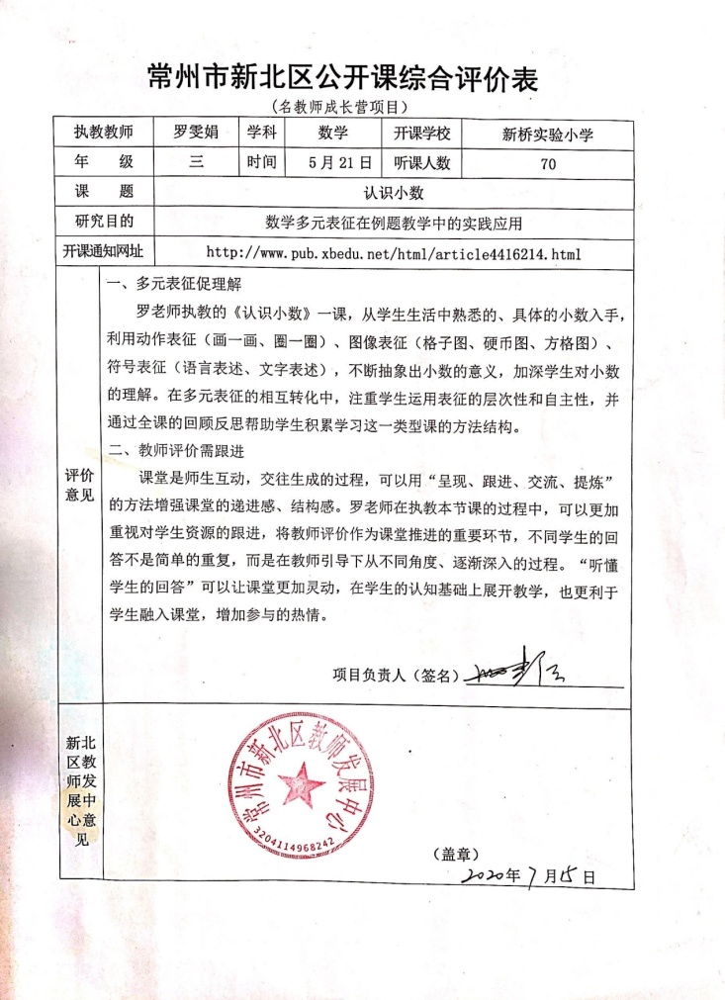 常州市新北区公开课综合评价表
(名教师成长营项目)
执教教师 罗雯娟 学科 数学 开课学校 新桥实验小学
年 级 三 时间 5月21日 听课人数 70
课 题 认识小数
研究目的 数学多元表征在例题教学中的实践应用
开课通知网址 http://www.pub.xbedu.net/html/article4416214.html
评价
意见
一、多元表征促理解
罗老师执教的《认识小数》一课，从学生生活中熟悉的、具体的小数入手，
利用动作表征（画一画、圈一圈）、图像表征（格子图、硬币图、方格图）、
符号表征（语言表述、文字表述），不断抽象出小数的意义，加深学生对小数
的理解。在多元表征的相互转化中，注重学生运用表征的层次性和自主性，并
通过全课的回顾反思帮助学生积累学习这一类型课的方法结构。
二、教师评价需跟进
课堂是师生互动，交往生成的过程，可以用“呈现、跟进、交流、提炼”
的方法增强课堂的递进感、结构感。罗老师在执教本节课的过程中，可以更加
重视对学生资源的跟进，将教师评价作为课堂推进的重要环节，不同学生的回
答不是简单的重复，而是在教师引导下从不同角度、逐渐深入的过程。“听懂
学生的回答”可以让课堂更加灵动，在学生的认知基础上展开教学，也更利于
学生融入课堂，增加参与的热情。
项目负责人（签名）
新北
区教
师发
展中
心意
见
常州市新北区教师发展中心
3204114968242
（盖章）
2020年7月15日